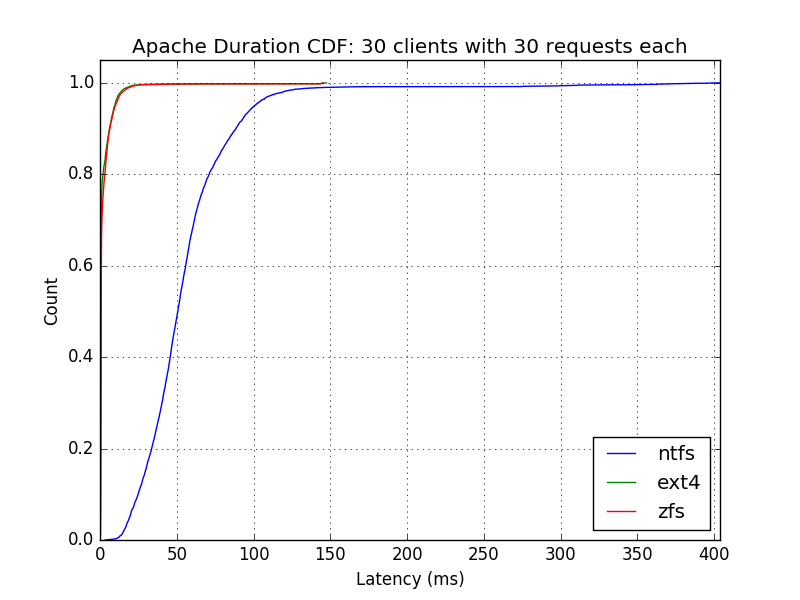 Apache Duration CDF: 30 clients with 30 requests each
1.0
0.8
0.6
0.4
0.2
0.0
Count
0 50 100 150 200 250 300 350 400
Latency (ms)
ntfs
ext4
zfs